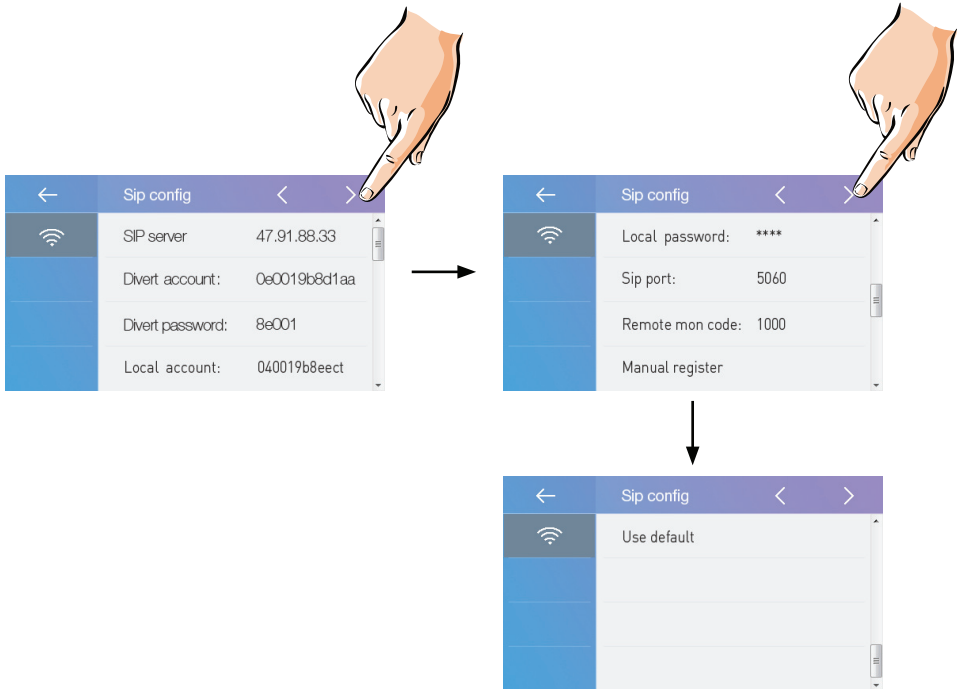 Sip config
SIP server 47.91.88.33
Divert account: 0e0019b8d1aa
Divert password: 8e001
Local account: 040019b8eect
Sip config
Local password: ****
Sip port: 5060
Remote mon code: 1000
Manual register
Sip config
Use default